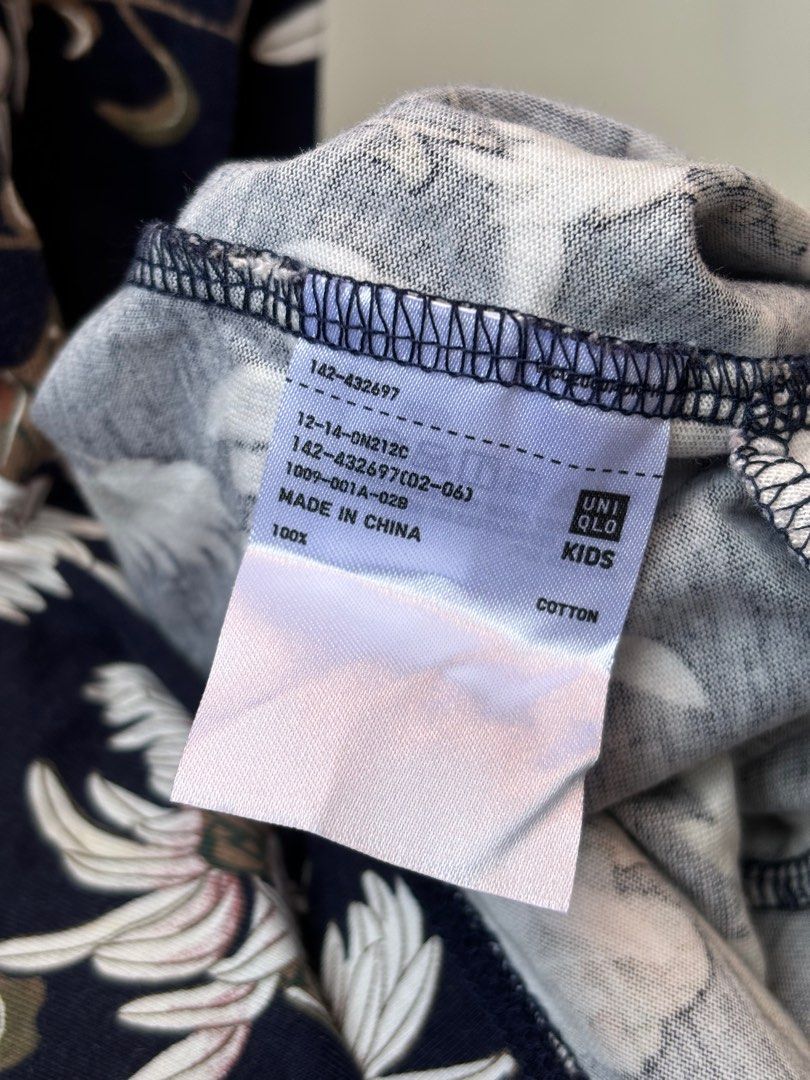 142-432697
12-14-0N212C
142-432697(02-06)
1009-001A-02B
MADE IN CHINA
100%
UNI
QLO
KIDS
COTTON